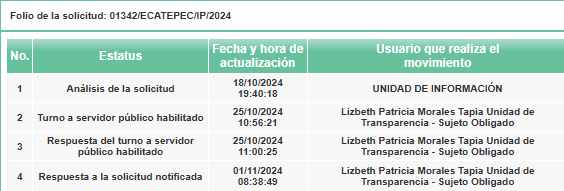 Folio de la solicitud: 01342/ECATEPEC/IP/2024
No. Estatus Fecha y hora de actualización Usuario que realiza el movimiento
1 Análisis de la solicitud 18/10/2024 19:40:18 UNIDAD DE INFORMACIÓN
2 Turno a servidor público habilitado 25/10/2024 10:56:21 Lizbeth Patricia Morales Tapia Unidad de Transparencia - Sujeto Obligado
3 Respuesta del turno a servidor público habilitado 25/10/2024 11:00:25 Lizbeth Patricia Morales Tapia Unidad de Transparencia - Sujeto Obligado
4 Respuesta a la solicitud notificada 01/11/2024 08:38:49 Lizbeth Patricia Morales Tapia Unidad de Transparencia - Sujeto Obligado